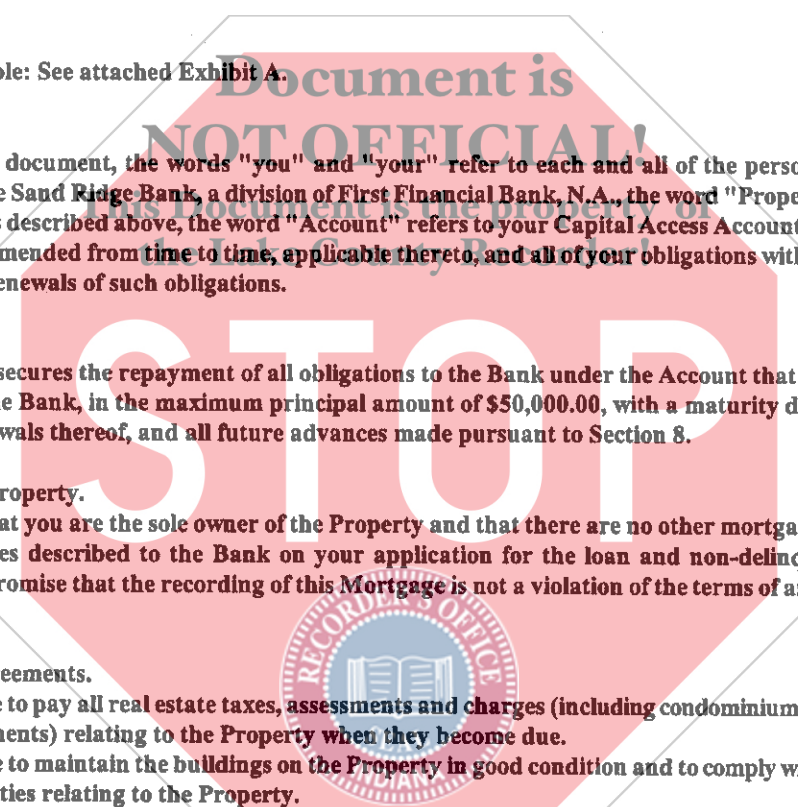 ole: See attached Exhibit A.
Document is
NOT OFFICIAL!
This Document is the property of
the Lake County Recorder!
document, the words "you" and "your" refer to each and all of the perso
e Sand Ridge Bank, a division of First Financial Bank, N.A., the word "Prope
s described above, the word "Account" refers to your Capital Access Account
mended from time to time, applicable thereto, and all of your obligations with
enewals of such obligations.
STOP
secures the repayment of all obligations to the Bank under the Account that
e Bank, in the maximum principal amount of $50,000.00, with a maturity d
wals thereof, and all future advances made pursuant to Section 8.
roperty.
at you are the sole owner of the Property and that there are no other mortga
es described to the Bank on your application for the loan and non-delinq
romise that the recording of this Mortgage is not a violation of the terms of a
eements.
e to pay all real estate taxes, assessments and charges (including condominium
nents) relating to the Property when they become due.
e to maintain the buildings on the Property in good condition and to comply w
ties relating to the Property.
RECORDER'S OFFICE
INDIANA